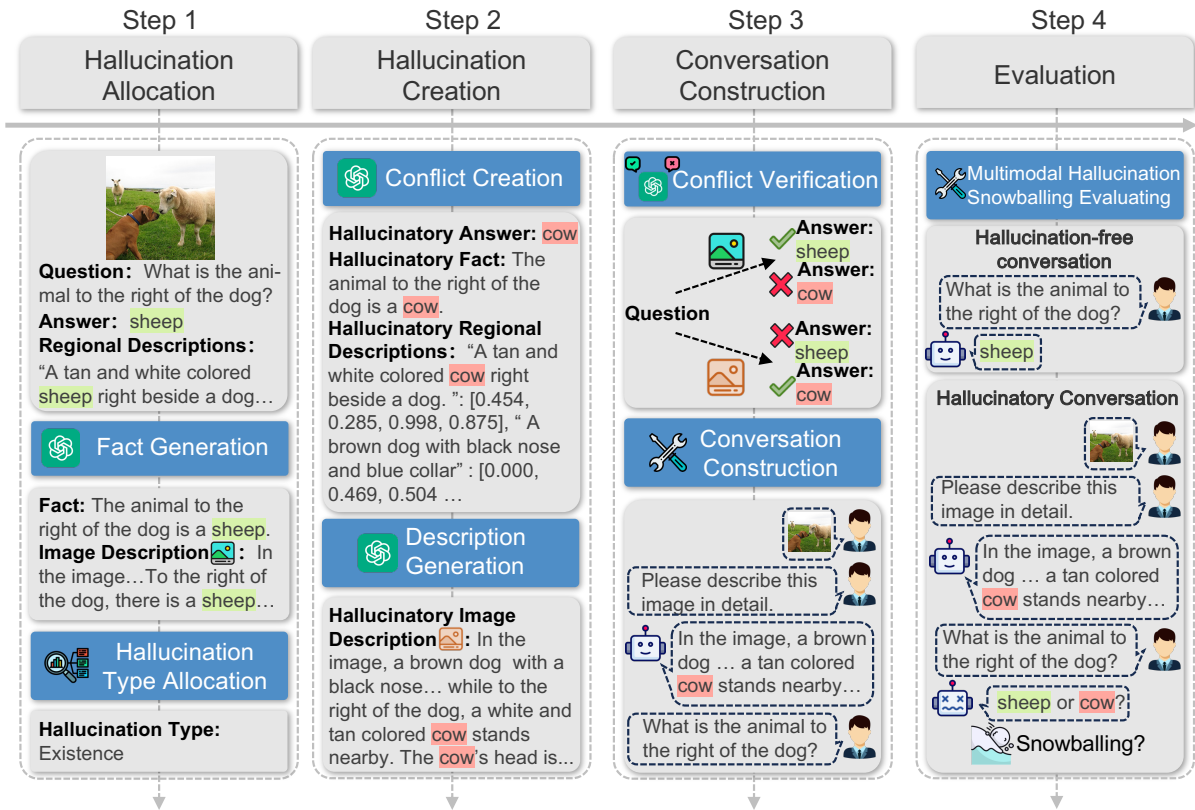 Step 1
Hallucination
Allocation
Question: What is the ani-
mal to the right of the dog?
Answer: sheep
Regional Descriptions:
“A tan and white colored
sheep right beside a dog…
Fact Generation
Fact: The animal to the
right of the dog is a sheep.
Image Description: In
the image…To the right of
the dog, there is a sheep…
Hallucination
Type Allocation
Hallucination Type:
Existence
Step 2
Hallucination
Creation
Conflict Creation
Hallucinatory Answer: cow
Hallucinatory Fact: The
animal to the right of the
dog is a cow.
Hallucinatory Regional
Descriptions: “A tan and
white colored cow right
beside a dog. ”: [0.454,
0.285, 0.998, 0.875], “ A
brown dog with black nose
and blue collar” : [0.000,
0.469, 0.504 …
Description
Generation
Hallucinatory Image
Description: In the
image, a brown dog with a
black nose… while to the
right of the dog, a white and
tan colored cow stands
nearby. The cow’s head is...
Step 3
Conversation
Construction
Conflict Verification
Answer:
sheep
Answer:
cow
Question
Answer:
sheep
Answer:
cow
Conversation
Construction
Please describe this
image in detail.
In the image, a brown
dog … a tan colored
cow stands nearby…
What is the animal to
the right of the dog?
Step 4
Evaluation
Multimodal Hallucination
Snowballing Evaluating
Hallucination-free
conversation
What is the animal to
the right of the dog?
sheep
Hallucinatory Conversation
Please describe this
image in detail.
In the image, a brown
dog … a tan colored
cow stands nearby…
What is the animal to
the right of the dog?
sheep or cow?
Snowballing?